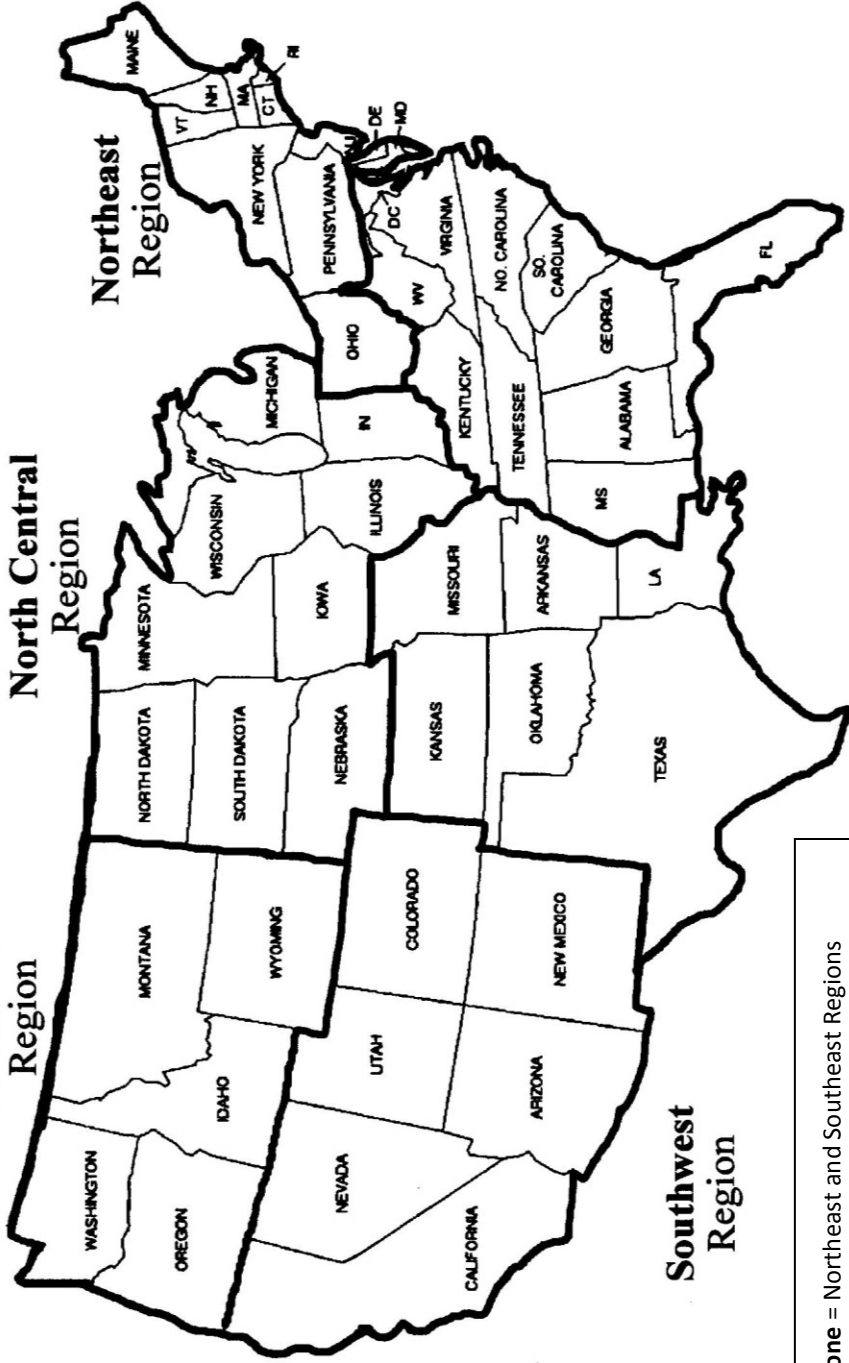 Region
North Central
Region
Northeast
Region
WASHINGTON
MONTANA
NORTH DAKOTA
MINNESOTA
MAINE
VT
NH
MA
RI
CT
NEW YORK
OREGON
IDAHO
WYOMING
SOUTH DAKOTA
WISCONSIN
MICHIGAN
PENNSYLVANIA
DE
MD
NEBRASKA
IOWA
ILLINOIS
IN
OHIO
WV
DC
VIRGINIA
NEVADA
UTAH
COLORADO
KANSAS
MISSOURI
KENTUCKY
NO. CAROLINA
TENNESSEE
SO.
CAROLINA
CALIFORNIA
ARIZONA
NEW MEXICO
OKLAHOMA
ARKANSAS
MS
ALABAMA
GEORGIA
TEXAS
LA
FL
Southwest
Region
= Northeast and Southeast Regions